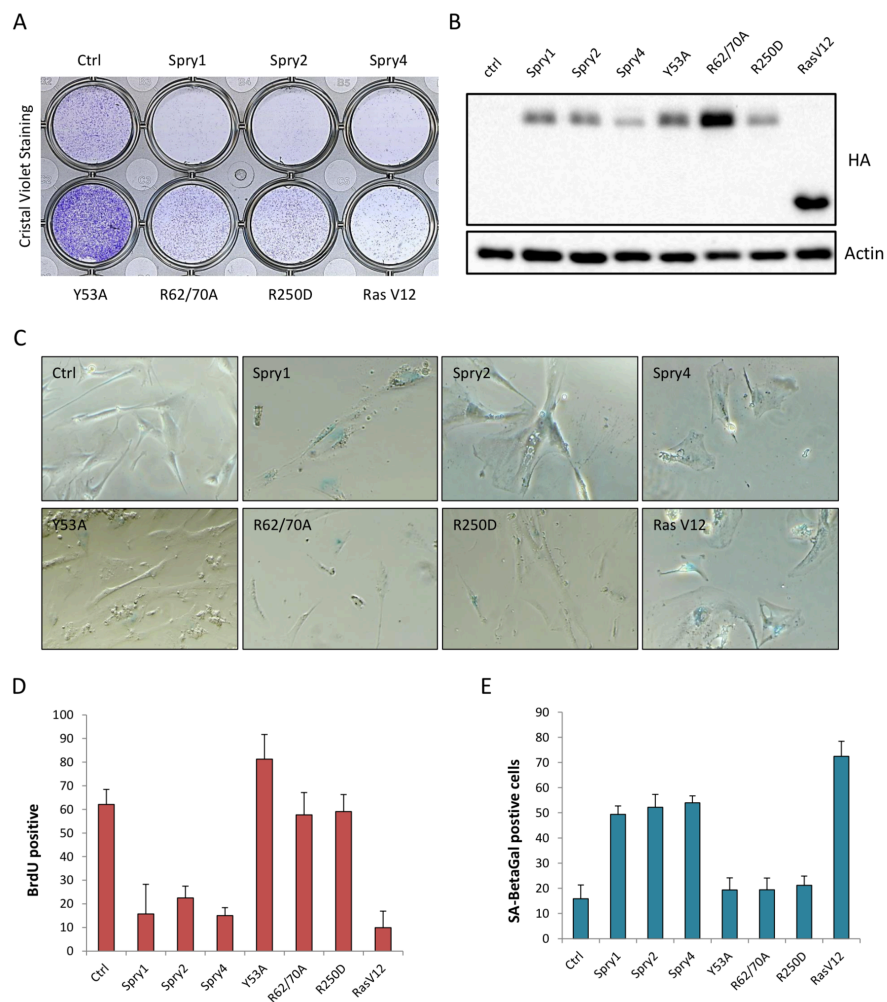 A
Ctrl Spry1 Spry2 Spry4
Cristal Violet Staining
Y53A R62/70A R250D Ras V12
B
ctrl Spry1 Spry2 Spry4 Y53A R62/70A R250D RasV12
HA
Actin
C
Ctrl Spry1 Spry2 Spry4
Y53A R62/70A R250D Ras V12
D
BrdU positive
100
90
80
70
60
50
40
30
20
10
0
Ctrl Spry1 Spry2 Spry4 Y53A R62/70A R250D RasV12
E
SA-BetaGal postive cells
90
80
70
60
50
40
30
20
10
0
Ctrl Spry1 Spry2 Spry4 Y53A R62/70A R250D RasV12